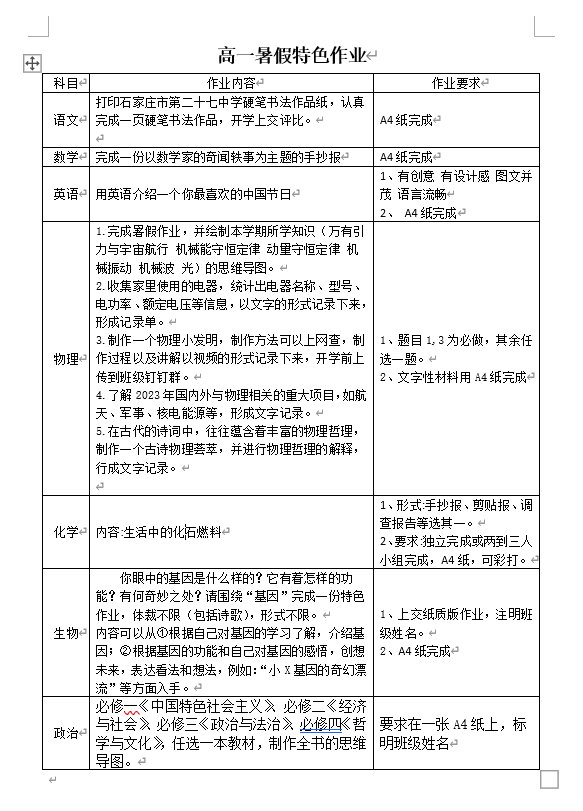 高一暑假特色作业
科目 作业内容 作业要求
语文
打印石家庄市第二十七中学硬笔书法作品纸，认真
完成一页硬笔书法作品，开学上交评比。
A4纸完成
数学 完成一份以数学家的奇闻轶事为主题的手抄报 A4纸完成
英语 用英语介绍一个你最喜欢的中国节日
1、有创意 有设计感 图文并
茂 语言流畅
2、 A4纸完成
物理
1.完成暑假作业，并绘制本学期所学知识（万有引
力与宇宙航行 机械能守恒定律 动量守恒定律 机
械振动 机械波 光）的思维导图。
2.收集家里使用的电器，统计出电器名称、型号、
电功率、额定电压等信息，以文字的形式记录下来，
形成记录单。
3.制作一个物理小发明，制作方法可以上网查，制
作过程以及讲解以视频的形式记录下来，开学前上
传到班级钉钉群。
4.了解2023年国内外与物理相关的重大项目，如航
天、军事、核电能源等，形成文字记录。
5.在古代的诗词中，往往蕴含着丰富的物理哲理，
制作一个古诗物理荟萃，并进行物理哲理的解释，
行成文字记录。
1、题目1,3为必做，其余任
选一题。
2、文字性材料用A4纸完成
化学 内容:生活中的化石燃料
1、形式:手抄报、剪贴报、调
查报告等选其一。
2、要求:独立完成或两到三人
小组完成，A4纸，可彩打。
生物
你眼中的基因是什么样的？它有着怎样的功
能？有何奇妙之处？请围绕“基因”完成一份特色
作业，体裁不限（包括诗歌），形式不限。
内容可以从①根据自己对基因的学习了解，介绍基
因；②根据基因的功能和自己对基因的感悟，创想
未来，表达看法和想法，例如：“小X基因的奇幻漂
流”等方面入手。
1、上交纸质版作业，注明班
级姓名。
2、A4纸完成
政治
必修一《中国特色社会主义》、必修二《经济
与社会》、必修三《政治与法治》、必修四《哲
学与文化》，任选一本教材，制作全书的思维
导图。
要求在一张A4纸上，标
明班级姓名